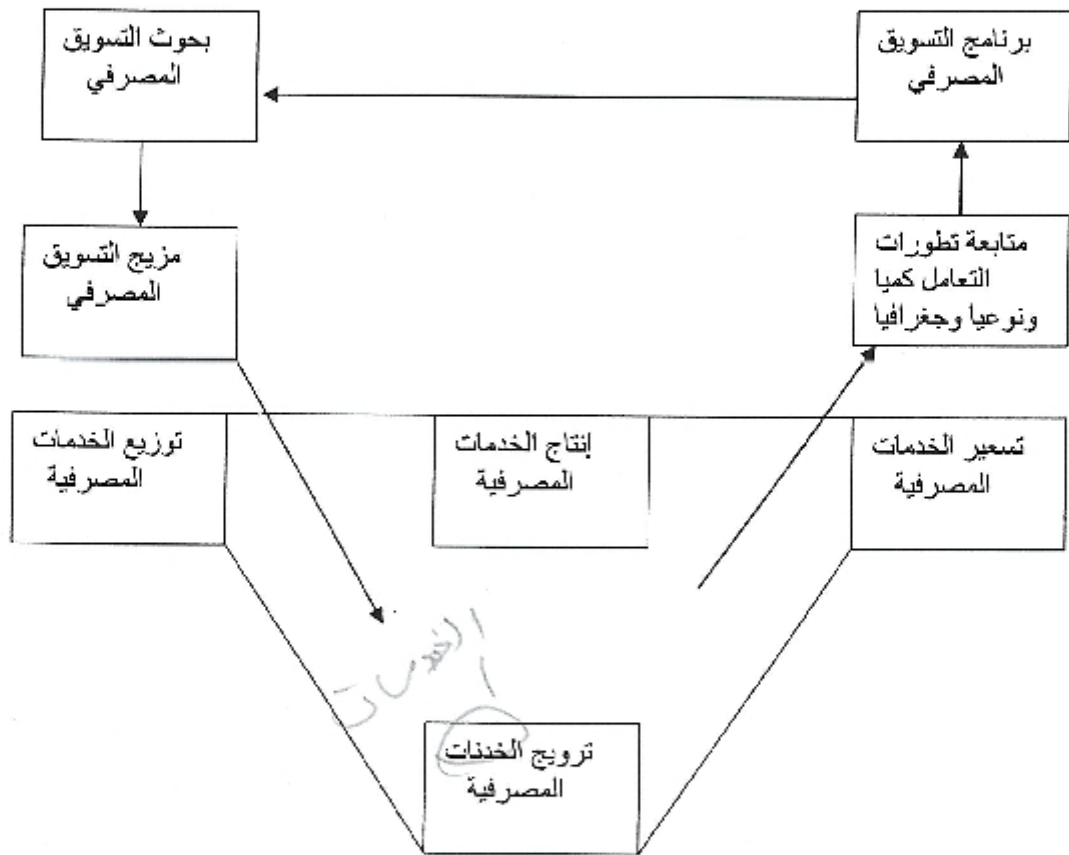 برنامج التسويق
المصرفي
بحوث التسويق
المصرفي
متابعة تطورات
التعامل كميا
ونوعيا وجغرافيا
مزيج التسويق
المصرفي
تسعير الخدمات
المصرفية
إنتاج الخدمات
المصرفية
توزيع الخدمات
المصرفية
الخدمات
ترويج الخدنات
المصرفية